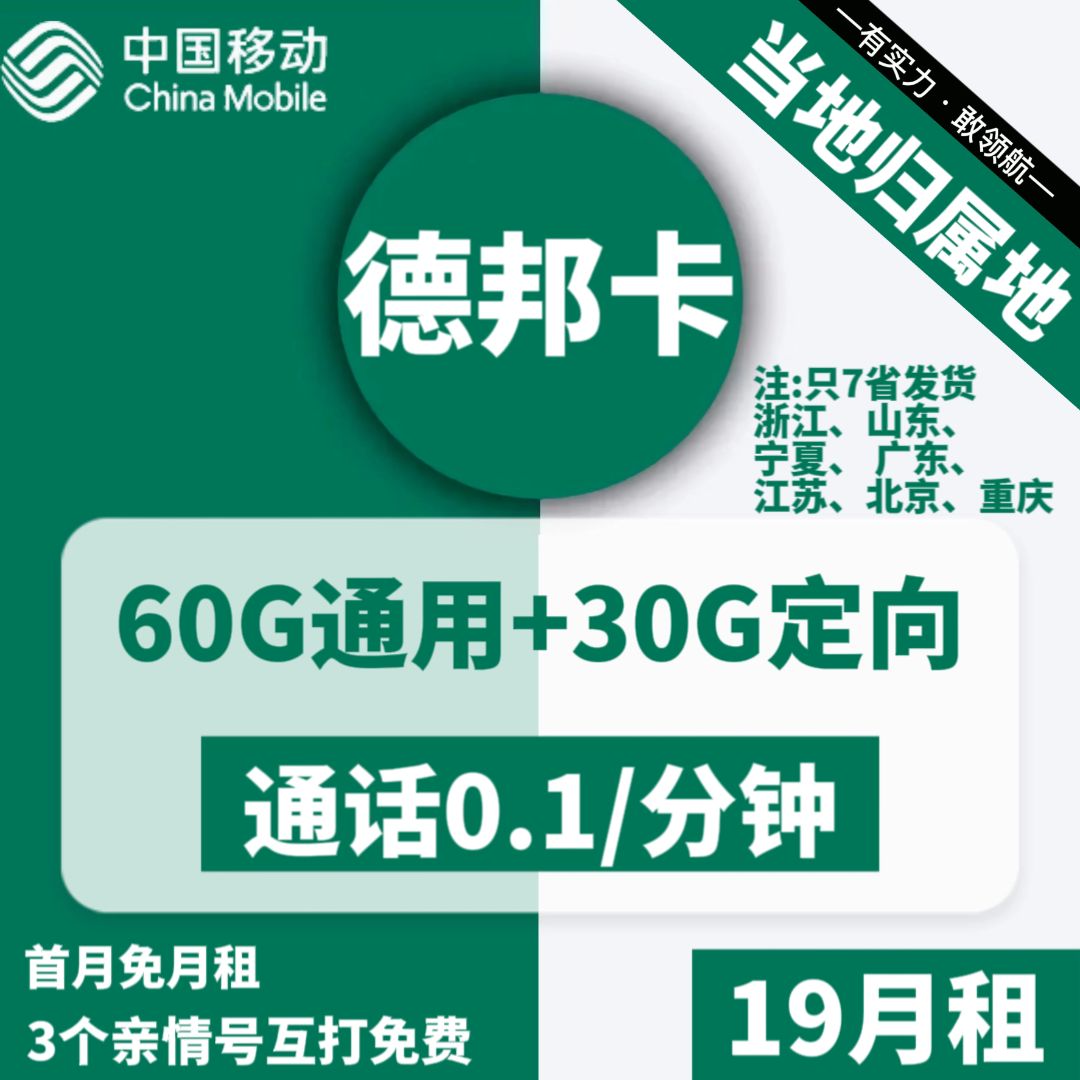 中国移动
China Mobile
一有实力·敢领航一
当地归属地
德邦卡
注:只7省发货
浙江、山东、
宁夏、广东、
江苏、北京、重庆
60G通用+30G定向
通话0.1/分钟
首月免月租
3个亲情号互打免费
19月租